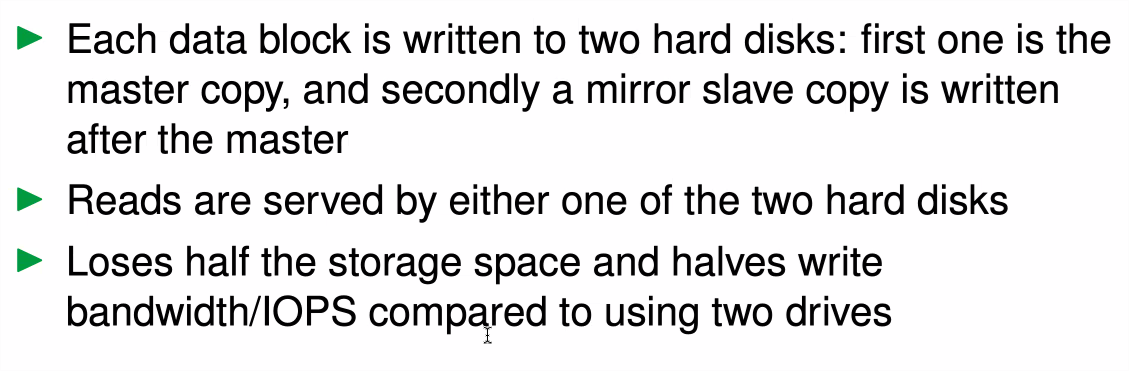 Each data block is written to two hard disks: first one is the
master copy, and secondly a mirror slave copy is written
after the master
Reads are served by either one of the two hard disks
Loses half the storage space and halves write
bandwidth/IOPS compared to using two drives